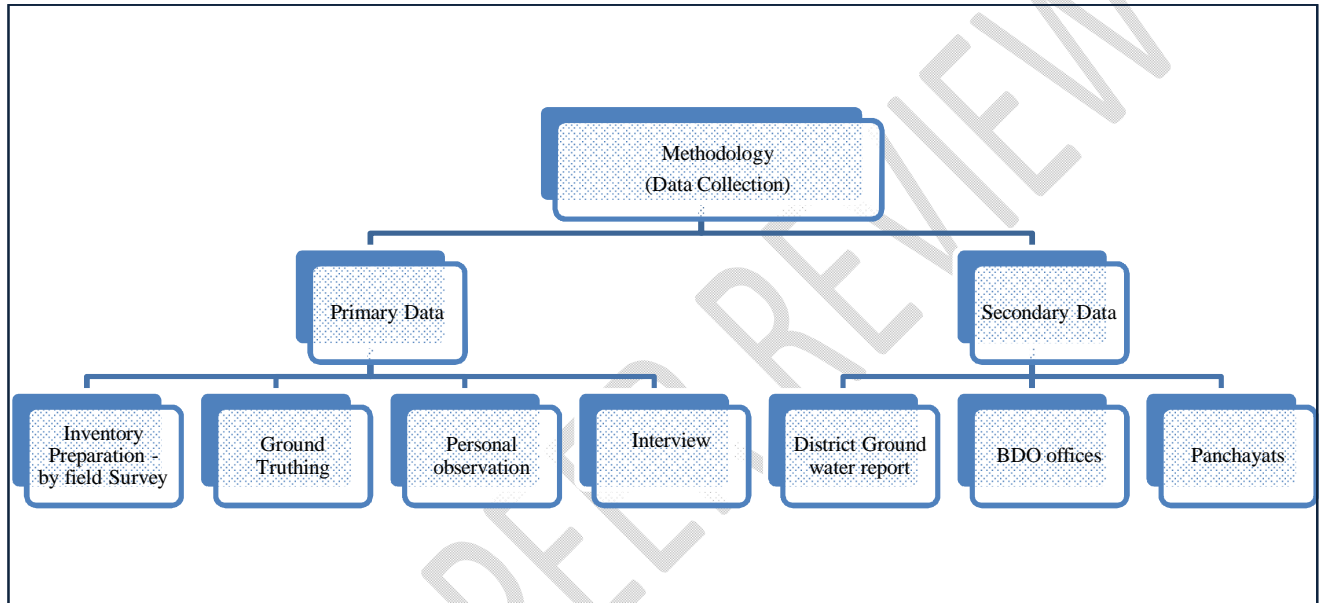 Methodology
(Data Collection)
Primary Data
Secondary Data
Inventory
Preparation -
by field Survey
Ground
Truthing
Personal
observation
Interview
District Ground
water report
BDO offices
Panchayats
PEER REVIEW